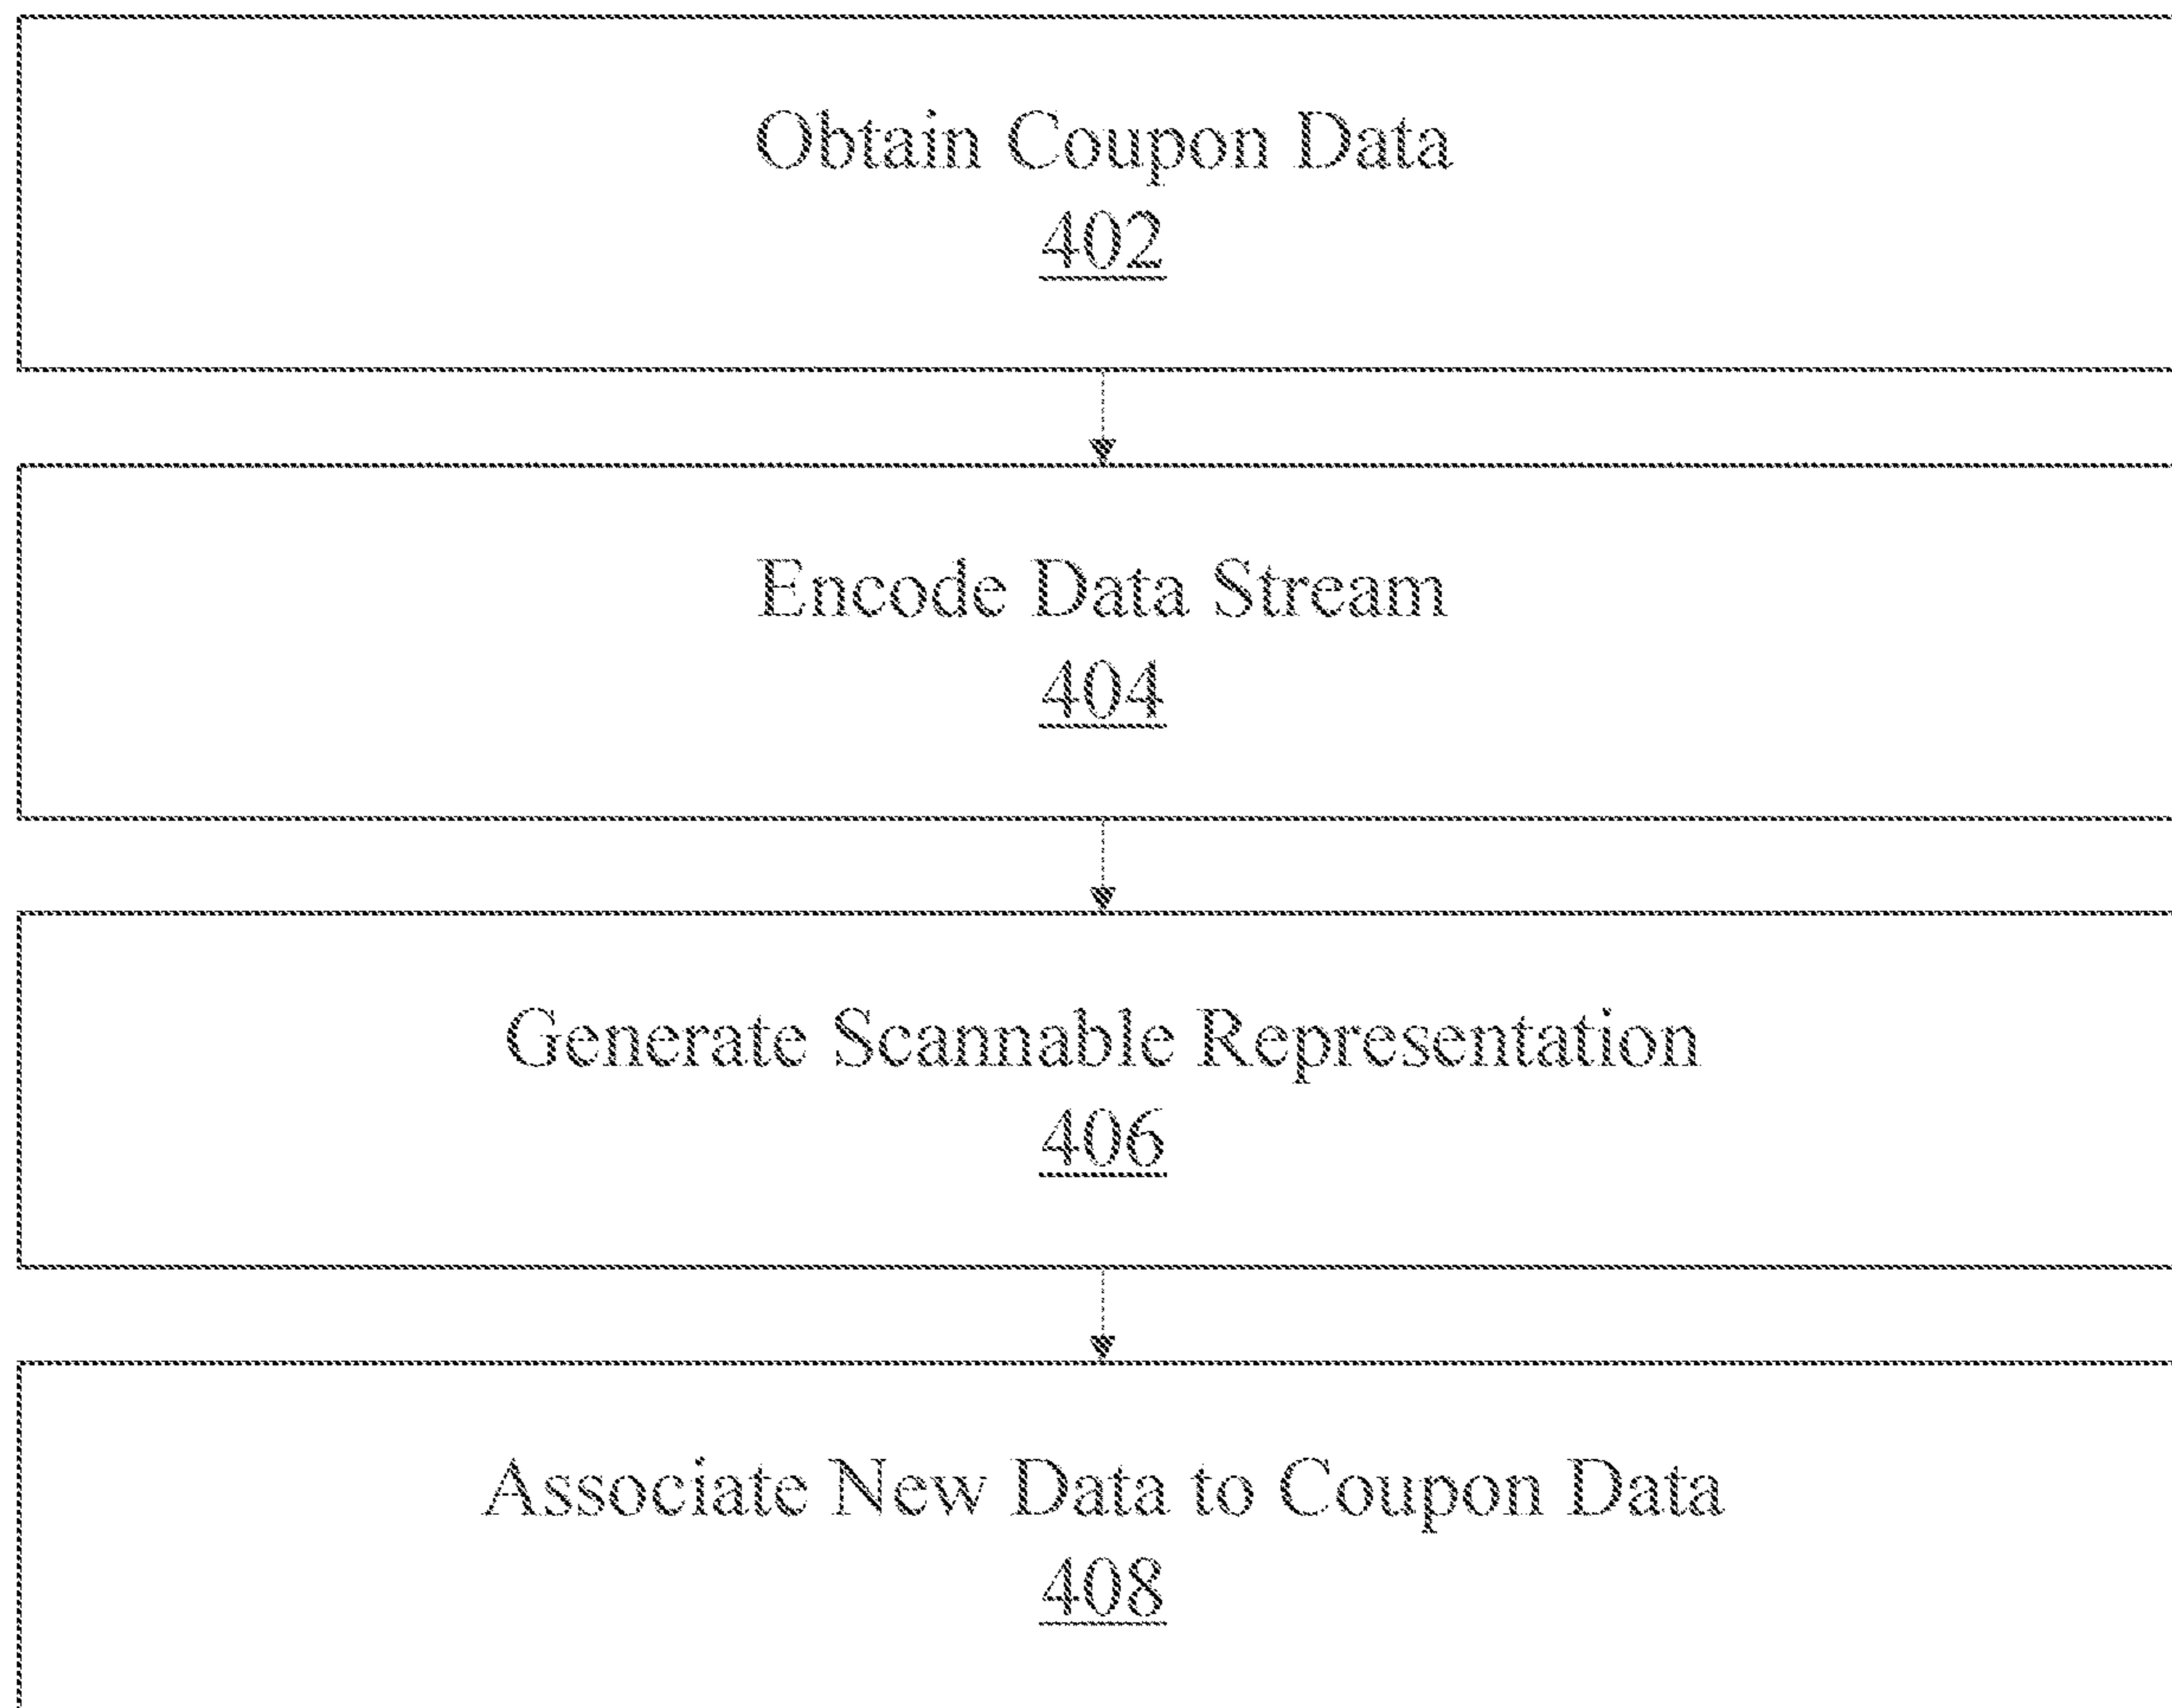 Obtain Coupon Data
402
Encode Data Stream
404
Generate Scannable Representation
406
Associate New Data to Coupon Data
408